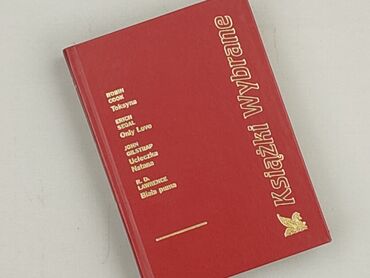 ROBIN
COOK
Toksyna
ERICH
SEGAL
Only Love
JOHN
GILSTRAP
Ucieczka
Natana
R. D.
LAWRENCE
Biała puma
Książki Wybrane